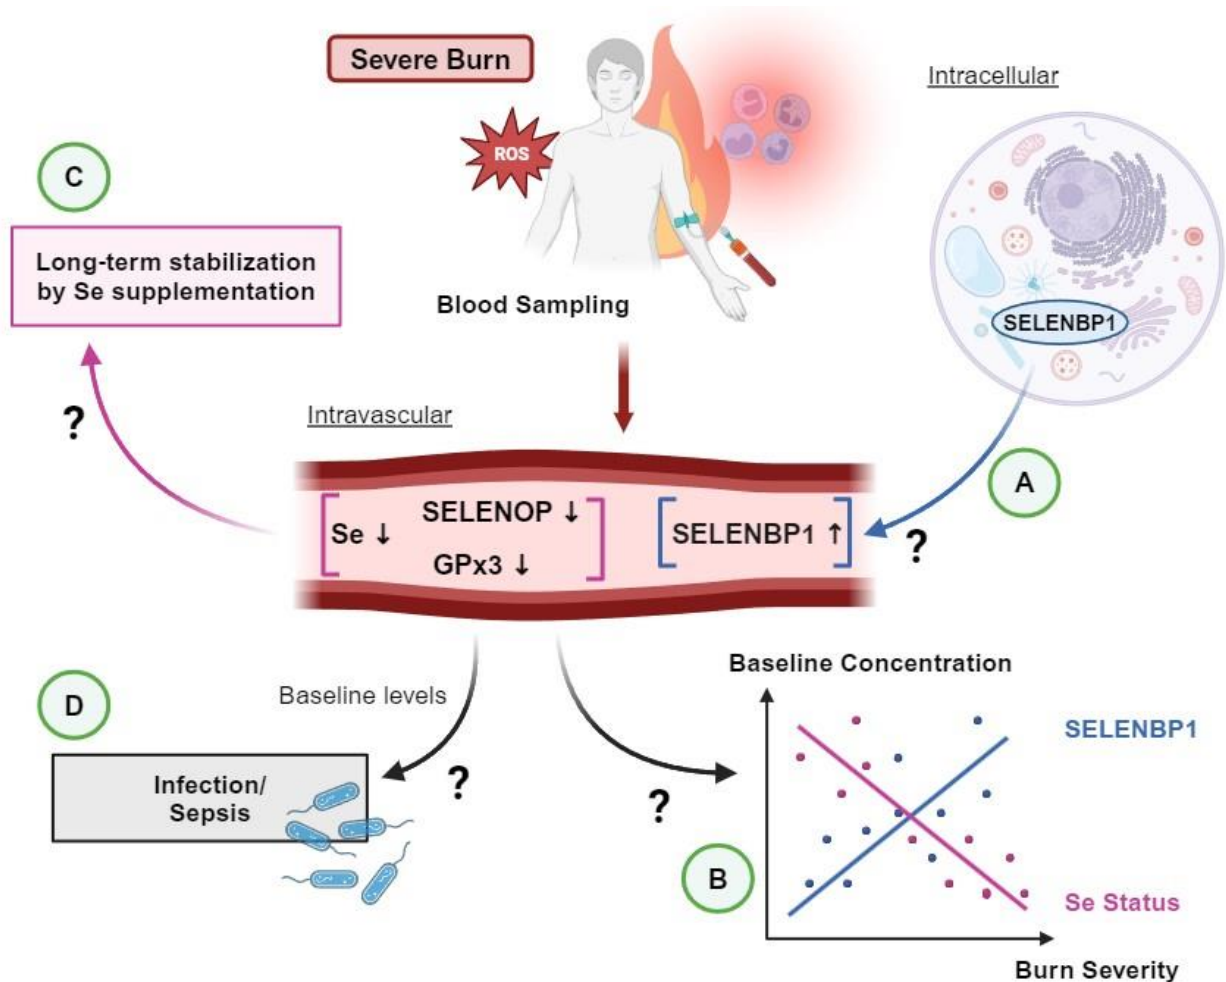 Severe Burn
Intracellular
ROS
C
Long-term stabilization
by Se supplementation
Blood Sampling
SELENBP1
?
Intravascular
A
Se ↓
SELENOP ↓
GPx3 ↓
SELENBP1 ↑
?
Baseline Concentration
D
Baseline levels
SELENBP1
Infection/
Sepsis
?
?
B
Se Status
Burn Severity